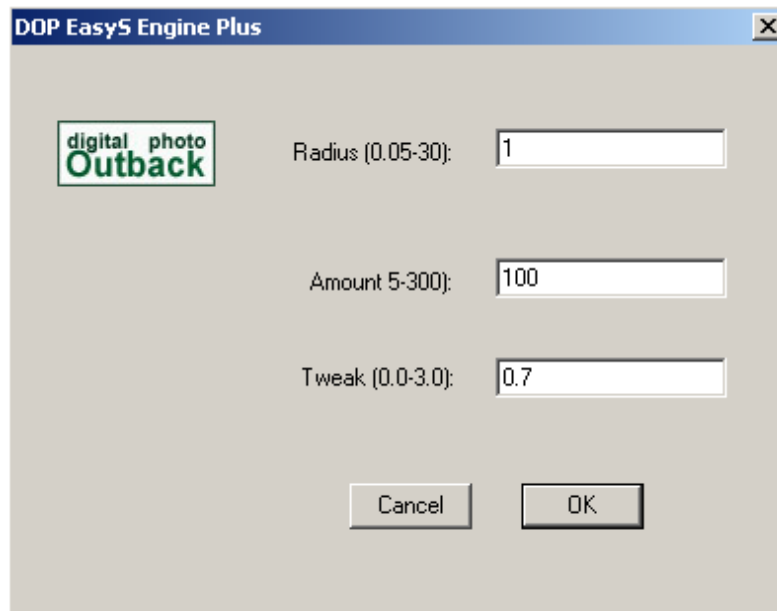 DOP EasyS Engine Plus
digital photo
Outback
Radius (0.05-30):
1
Amount 5-300):
100
Tweak (0.0-3.0):
0.7
Cancel
OK